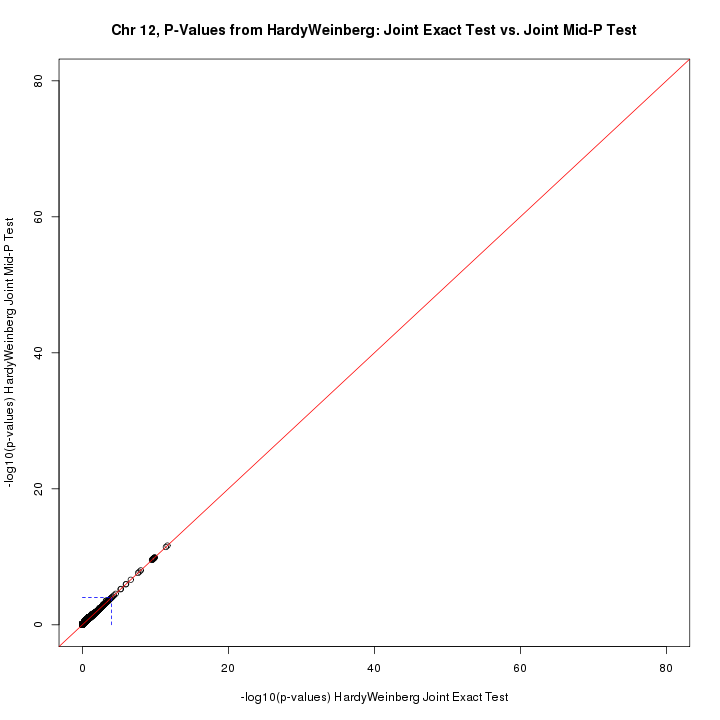 Chr 12, P-Values from HardyWeinberg: Joint Exact Test vs. Joint Mid-P Test
-log10(p-values) HardyWeinberg Joint Mid-P Test
80
60
40
20
0
0 20 40 60 80
-log10(p-values) HardyWeinberg Joint Exact Test